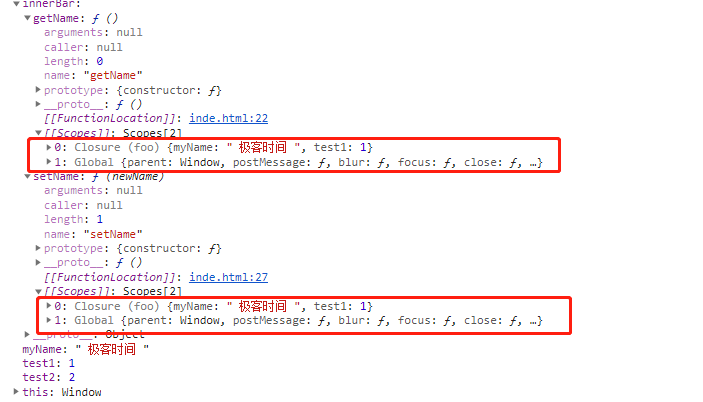 innerBar:
getName: ƒ ()
arguments: null
caller: null
length: 0
name: "getName"
prototype: {constructor: ƒ}
__proto__: ƒ ()
[[FunctionLocation]]: inde.html:22
[[Scopes]]: Scopes[2]
0: Closure (foo) {myName: " 极客时间 ", test1: 1}
1: Global {parent: Window, postMessage: ƒ, blur: ƒ, focus: ƒ, close: ƒ, …}
setName: ƒ (newName)
arguments: null
caller: null
length: 1
name: "setName"
prototype: {constructor: ƒ}
__proto__: ƒ ()
[[FunctionLocation]]: inde.html:27
[[Scopes]]: Scopes[2]
0: Closure (foo) {myName: " 极客时间 ", test1: 1}
1: Global {parent: Window, postMessage: ƒ, blur: ƒ, focus: ƒ, close: ƒ, …}
__proto__: Object
myName: " 极客时间 "
test1: 1
test2: 2
this: Window